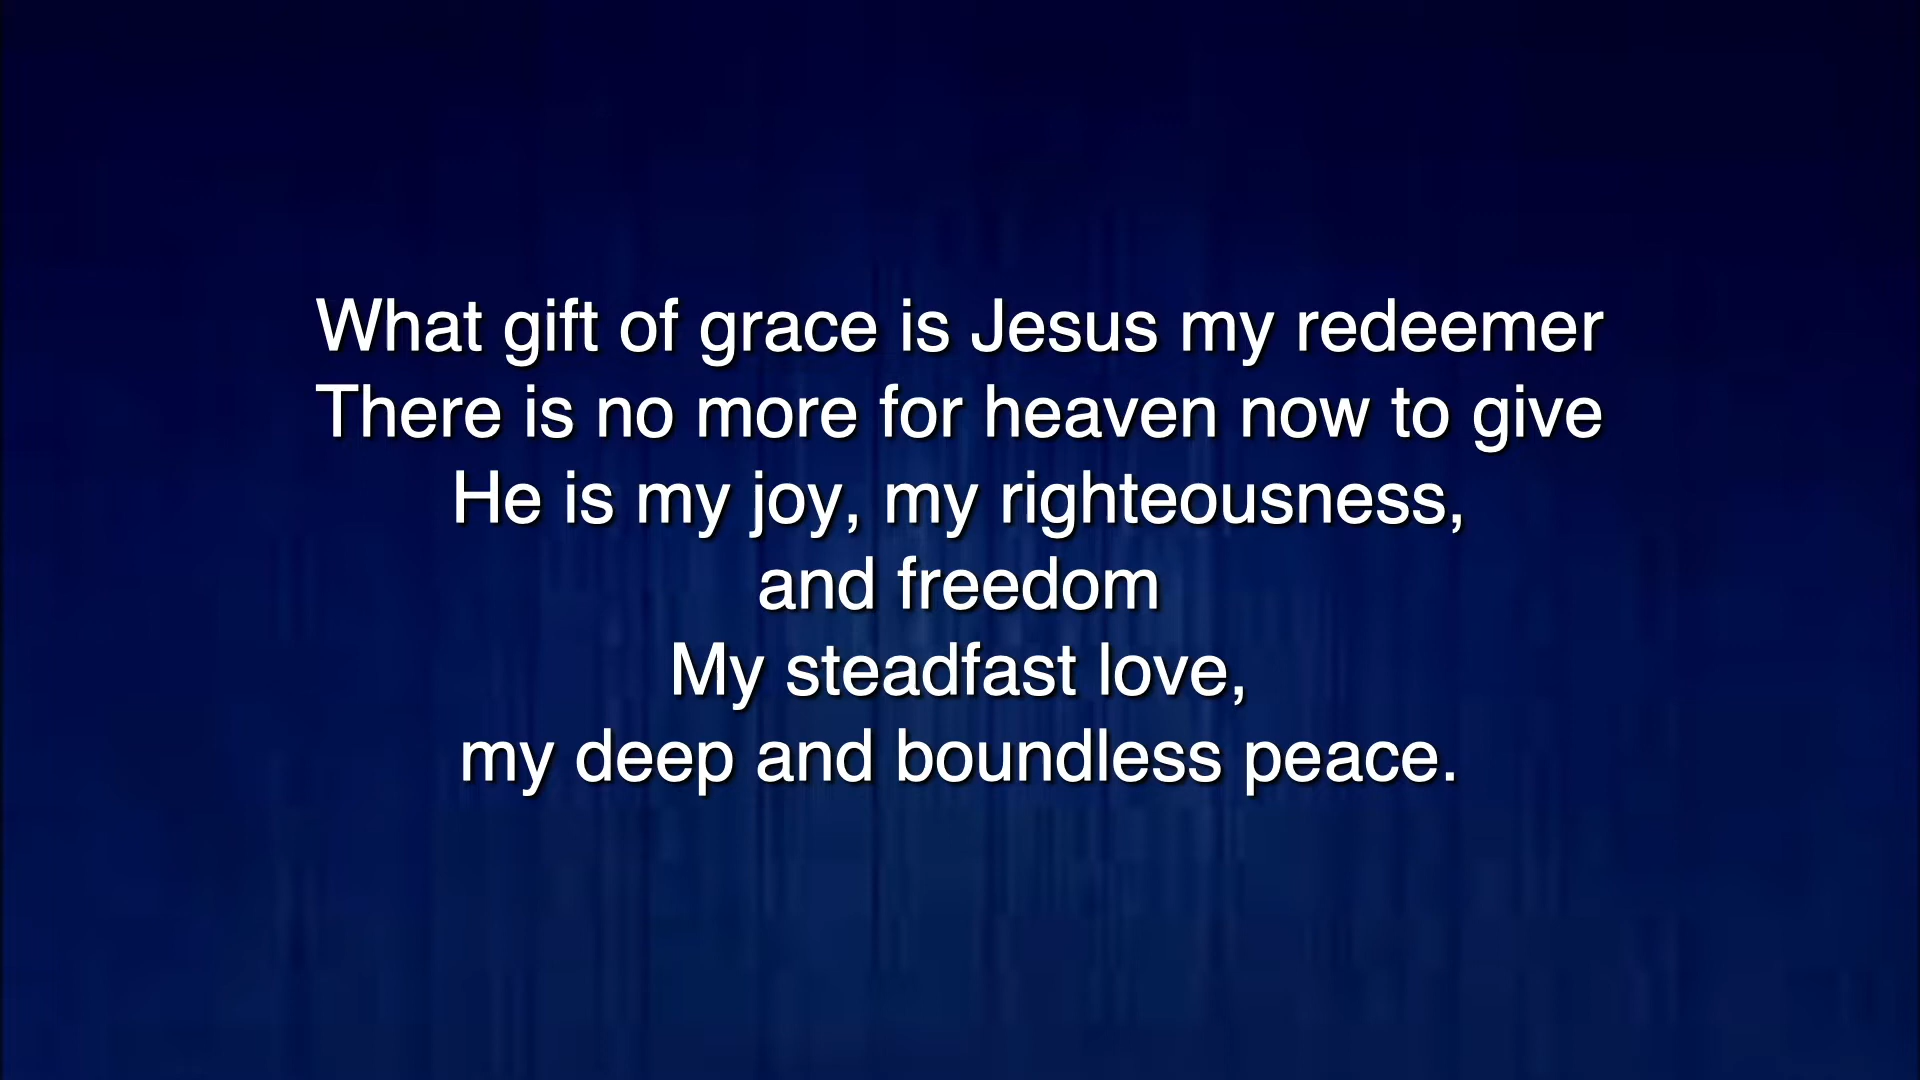 What gift of grace is Jesus my redeemer
There is no more for heaven now to give
He is my joy, my righteousness,
and freedom
My steadfast love,
my deep and boundless peace.